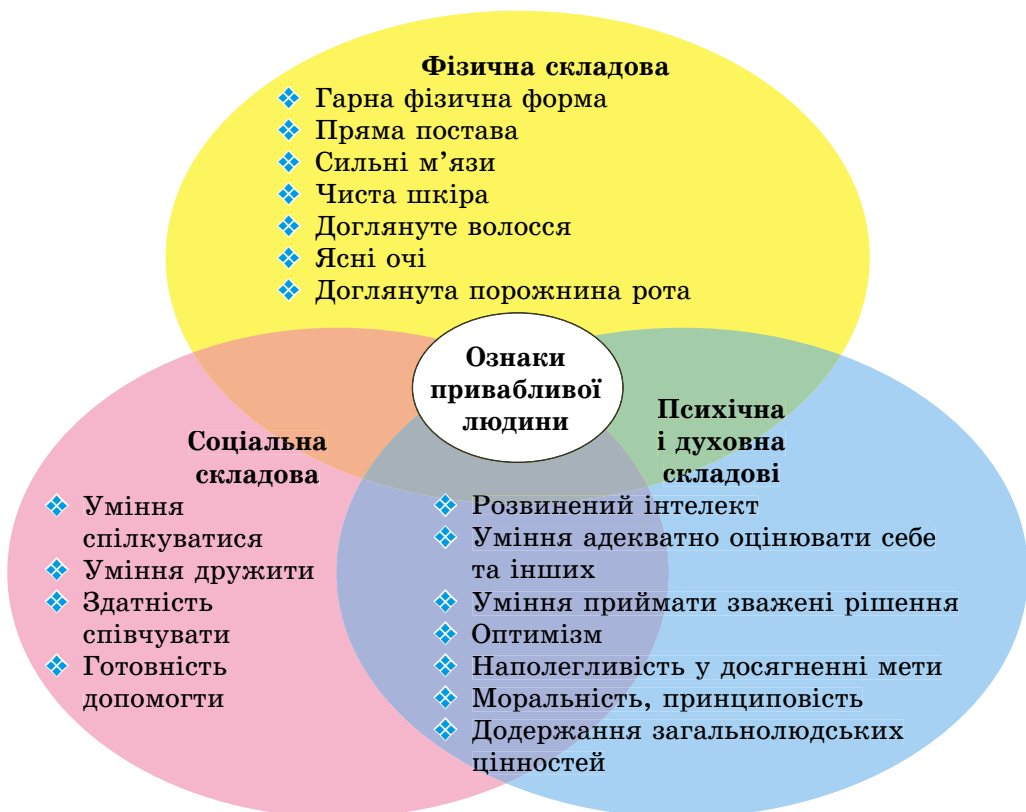 Фізична складова
❖ Гарна фізична форма
❖ Пряма постава
❖ Сильні м’язи
❖ Чиста шкіра
❖ Доглянуте волосся
❖ Ясні очі
❖ Доглянута порожнина рота
Ознаки
привабливої
людини
Соціальна
складова
❖ Уміння
спілкуватися
❖ Уміння дружити
❖ Здатність
співчувати
❖ Готовність
допомогти
Психічна
і духовна
складові
❖ Розвинений інтелект
❖ Уміння адекватно оцінювати себе
та інших
❖ Уміння приймати зважені рішення
❖ Оптимізм
❖ Наполегливість у досягненні мети
❖ Моральність, принциповість
❖ Додержання загальнолюдських
цінностей